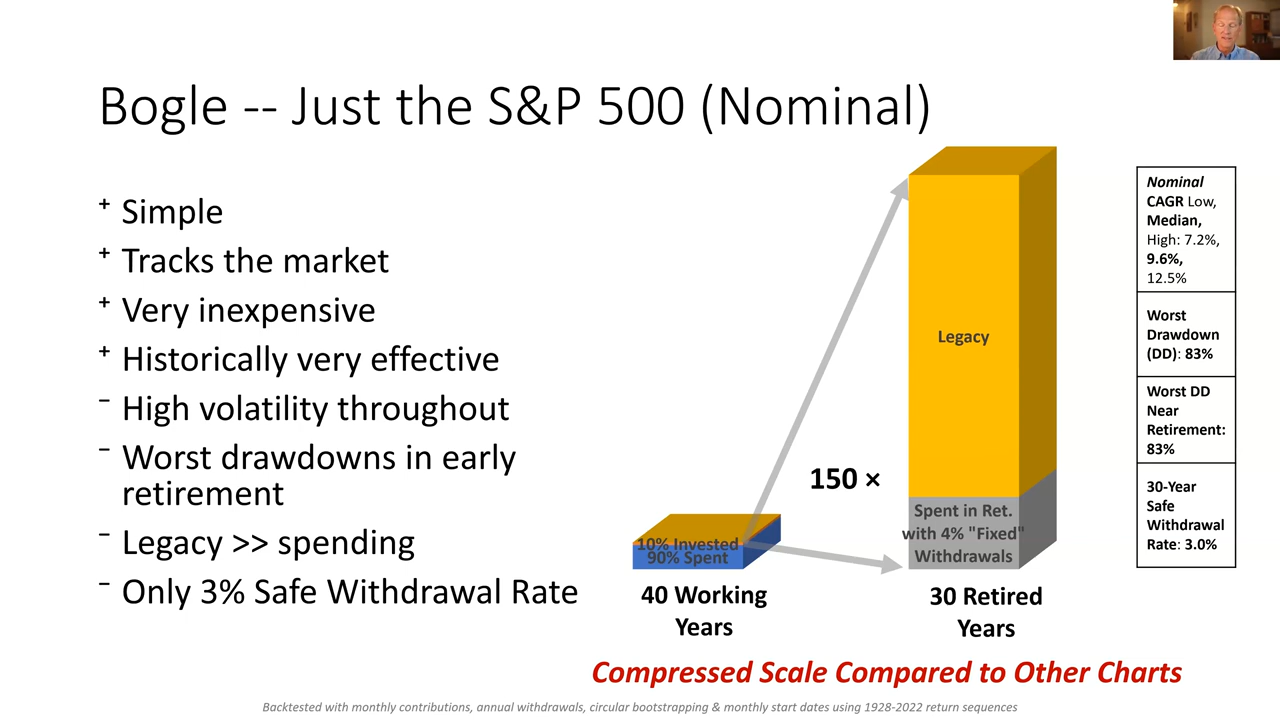 Bogle -- Just the S&P 500 (Nominal)
+ Simple
+ Tracks the market
+ Very inexpensive
+ Historically very effective
− High volatility throughout
− Worst drawdowns in early
retirement
− Legacy >> spending
− Only 3% Safe Withdrawal Rate
Legacy
150 ×
Spent in Ret.
with 4% "Fixed"
Withdrawals
10% Invested
90% Spent
40 Working
Years
30 Retired
Years
Nominal
CAGR Low,
Median,
High: 7.2%,
9.6%,
12.5%
Worst
Drawdown
(DD): 83%
Worst DD
Near
Retirement:
83%
30-Year
Safe
Withdrawal
Rate: 3.0%
Compressed Scale Compared to Other Charts
Backtested with monthly contributions, annual withdrawals, circular bootstrapping & monthly start dates using 1928-2022 return sequences